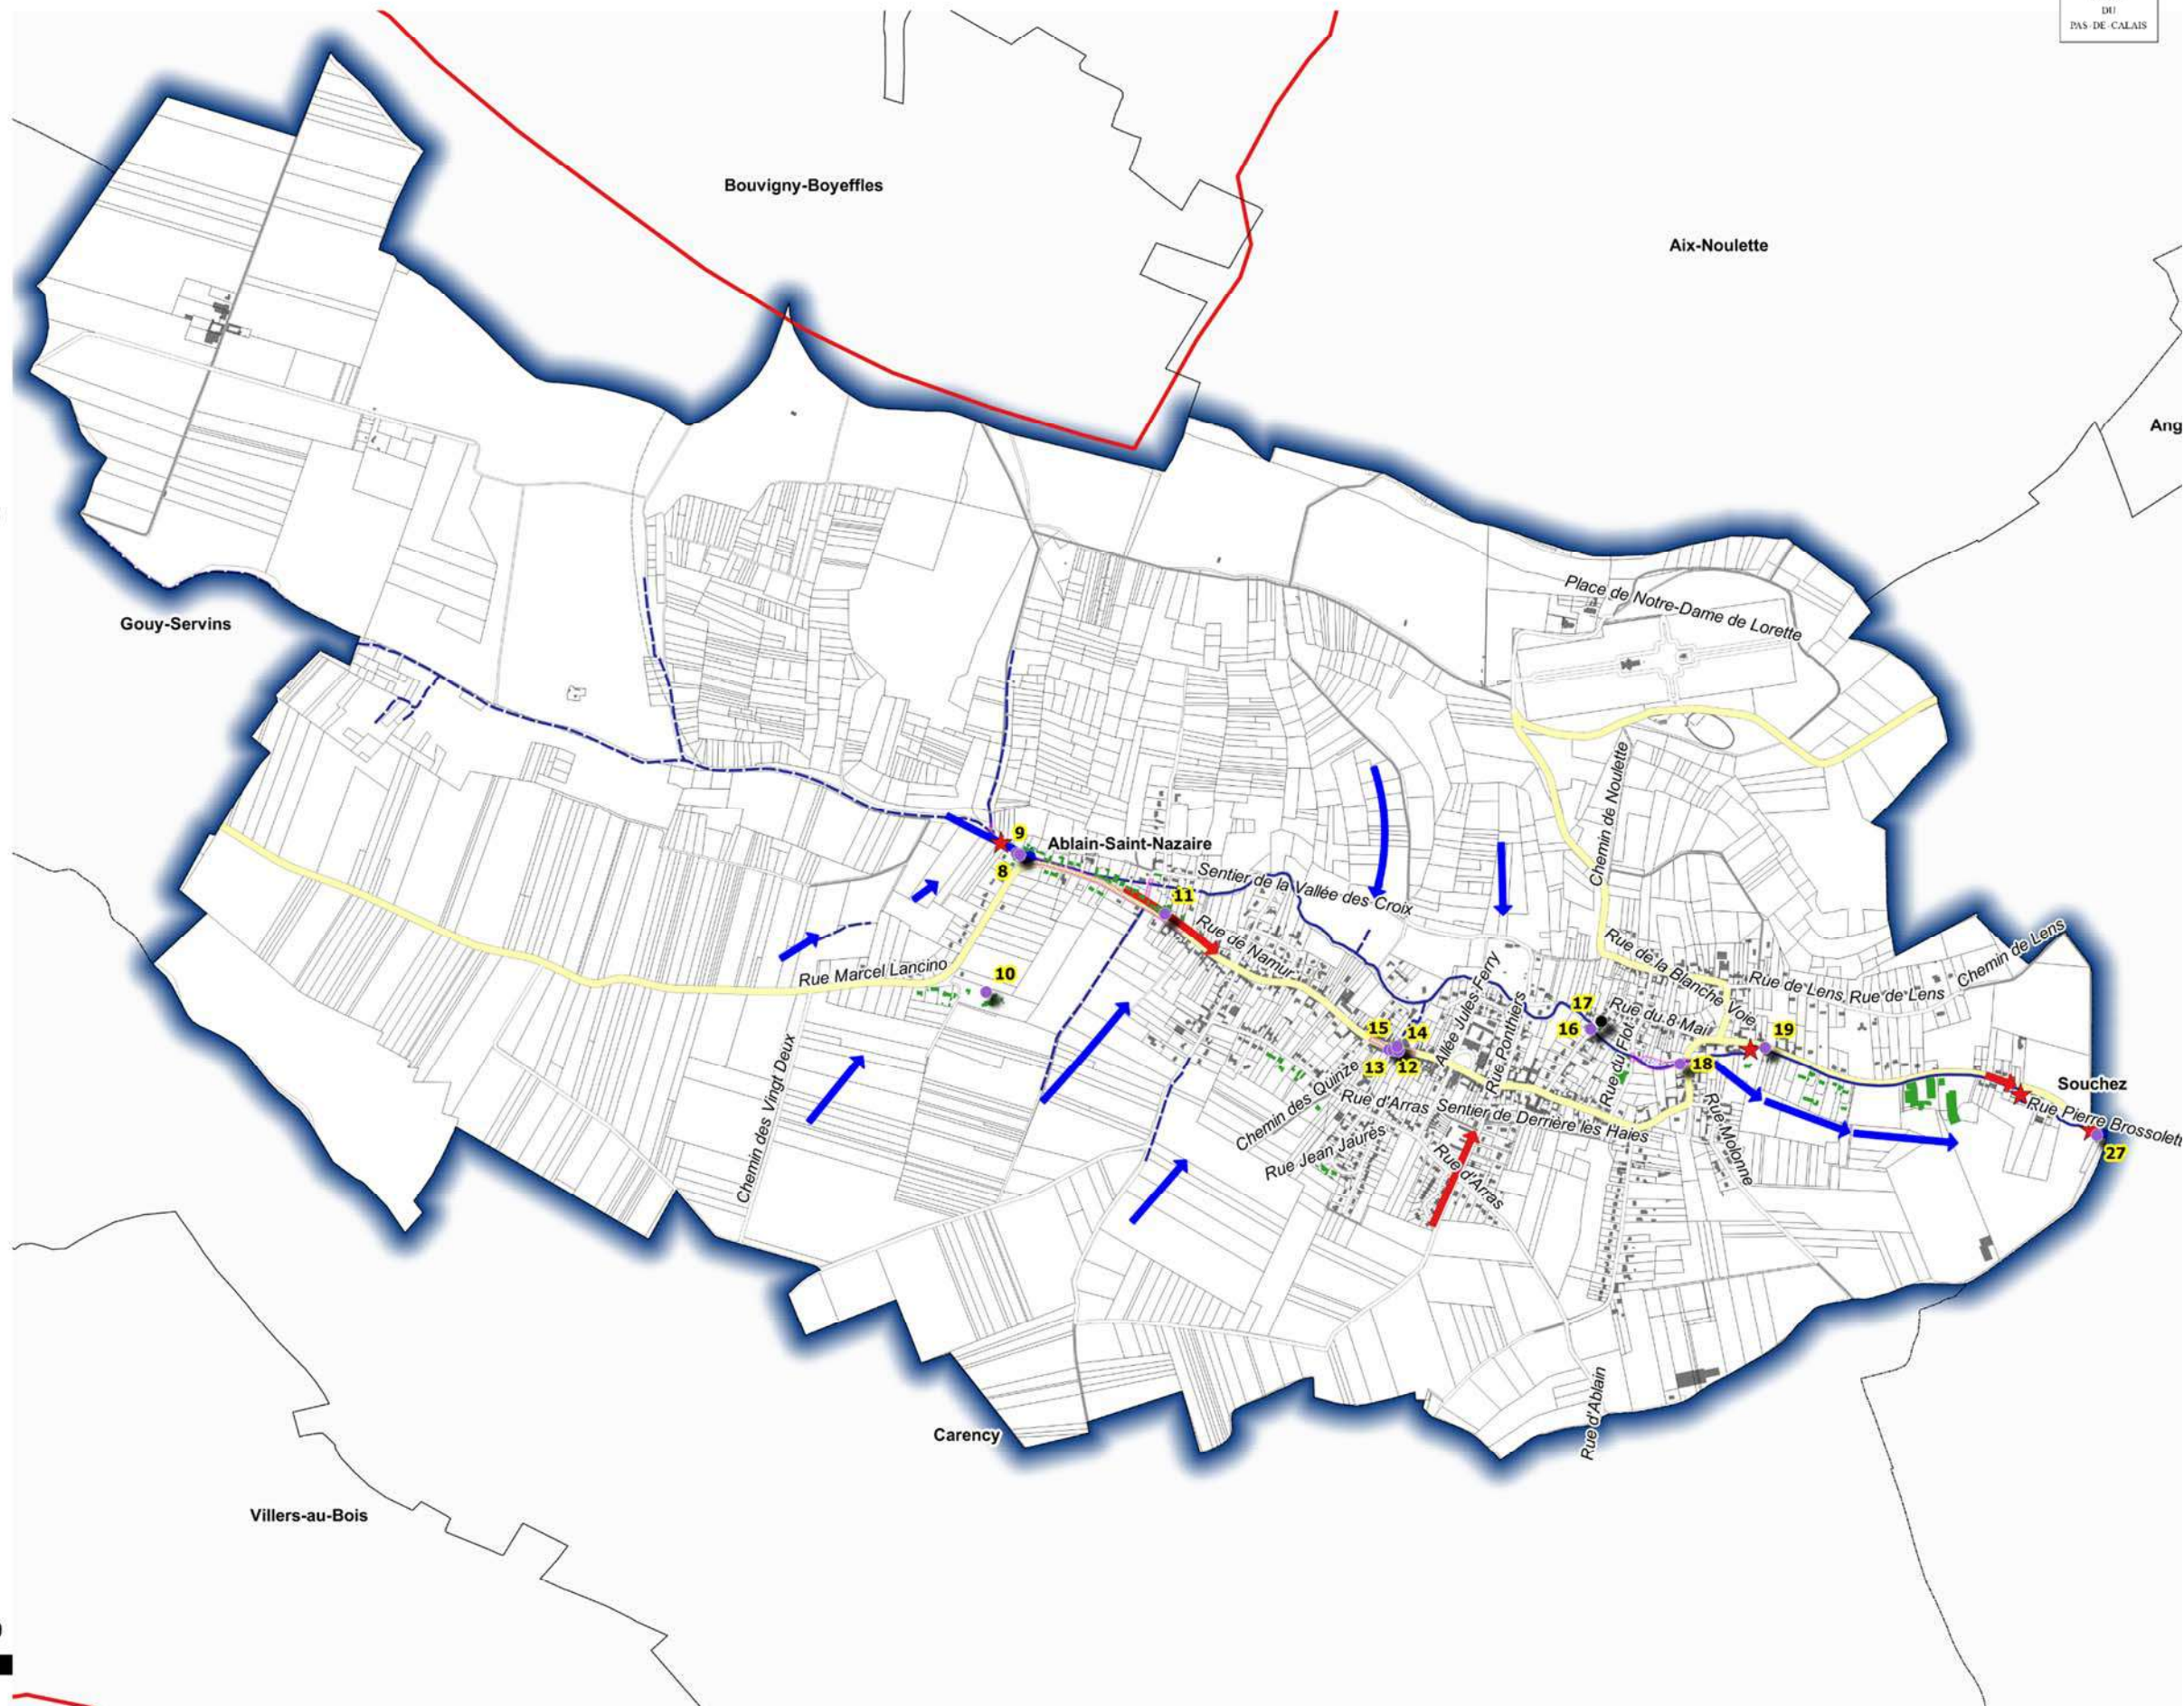 DU
PAS-DE-CALAIS
Bouvigny-Boyeffles
Aix-Noulette
Ang
Place de Notre-Dame de Lorette
Gouy-Servins
Chemin de Noulette
9
Ablain-Saint-Nazaire
8
Sentier de la Vallée des Croix
11
Rue de Namur
Rue Marcel Lancino
10
Rue de la Blanche Voie
Rue de Lens
Rue de Lens
Chemin de Lens
Allée Jules Ferry
Rue Ponthiers
17
Rue du 8 Mai
16
Rue du Flot
15
14
13
12
19
18
Souchez
Rue Pierre Brossolett
27
Chemin des Vingt Deux
Chemin des Quinze
Rue d'Arras
Sentier de Derrière les Haies
Rue Jean Jaurès
Rue d'Arras
Rue Molonne
Rue d'Ablain
Carency
Villers-au-Bois